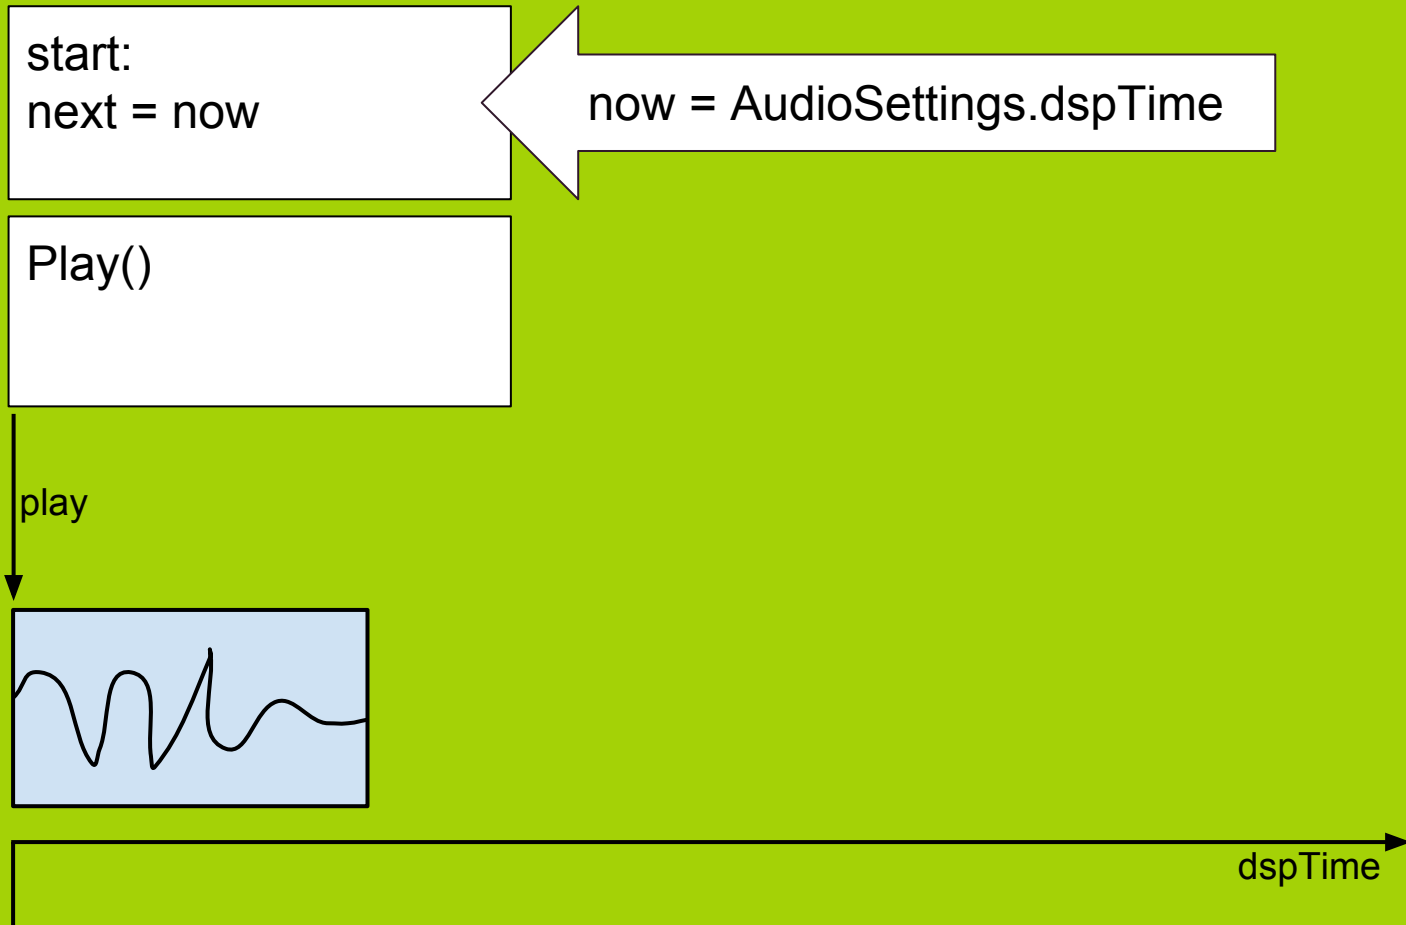 start:
next = now
now = AudioSettings.dspTime
Play()
play
dspTime